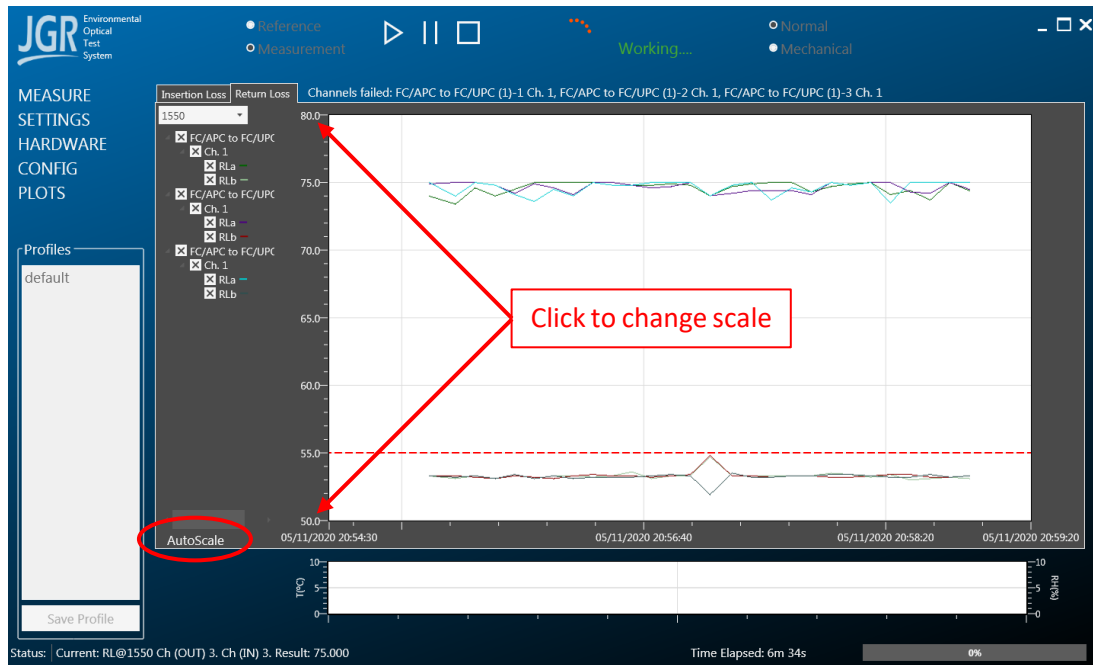 JGR
Environmental
Optical
Test
System
Reference
Measurement
Working....
Normal
Mechanical
MEASURE
SETTINGS
HARDWARE
CONFIG
PLOTS
Insertion Loss
Return Loss
Channels failed: FC/APC to FC/UPC (1)-1 Ch. 1, FC/APC to FC/UPC (1)-2 Ch. 1, FC/APC to FC/UPC (1)-3 Ch. 1
1550
FC/APC to FC/UPC
Ch. 1
RLa
RLb
FC/APC to FC/UPC
Ch. 1
RLa
RLb
FC/APC to FC/UPC
Ch. 1
RLa
RLb
80.0
75.0
70.0
65.0
60.0
55.0
50.0
Click to change scale
AutoScale
05/11/2020 20:54:30
05/11/2020 20:56:40
05/11/2020 20:58:20
05/11/2020 20:59:20
Profiles
default
Save Profile
T(°C)
10
5
0
10
5
0
RH(%)
Status:
Current: RL@1550 Ch (OUT) 3. Ch (IN) 3. Result: 75.000
Time Elapsed: 6m 34s
0%